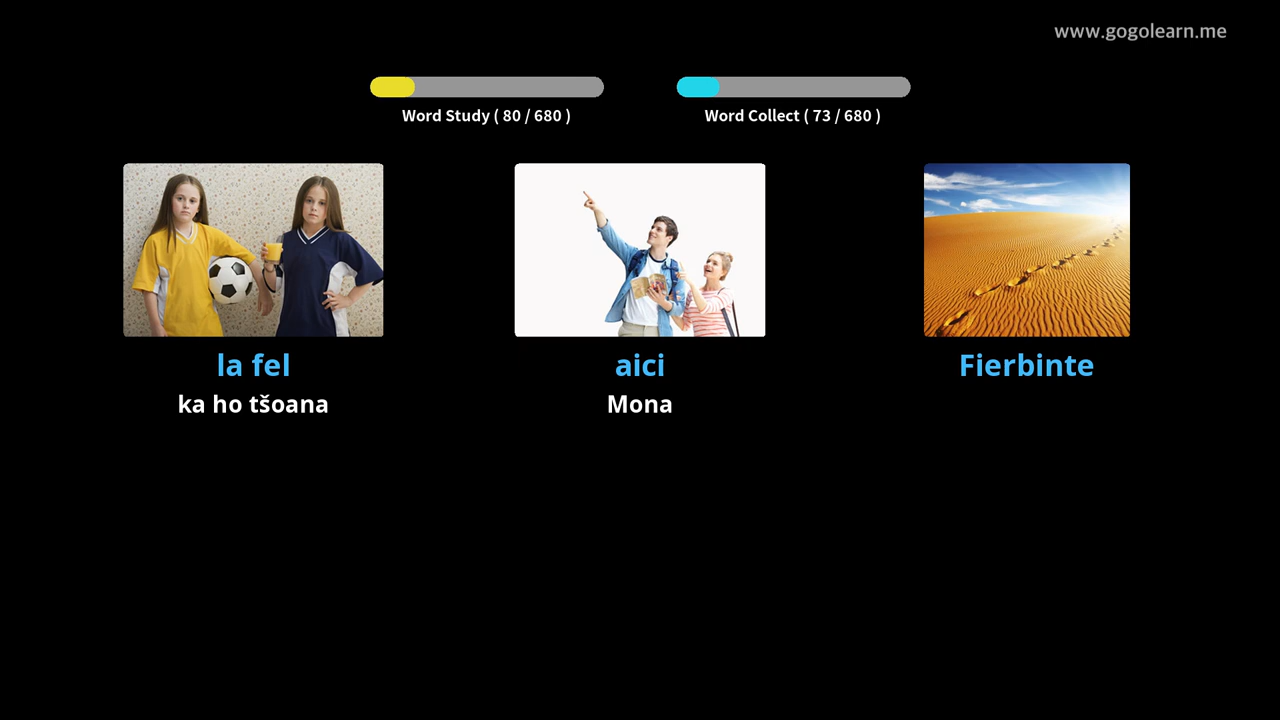 www.gogolearn.me
Word Study ( 80 / 680 )
Word Collect ( 73 / 680 )
la fel
ka ho tšoana
aici
Mona
Fierbinte